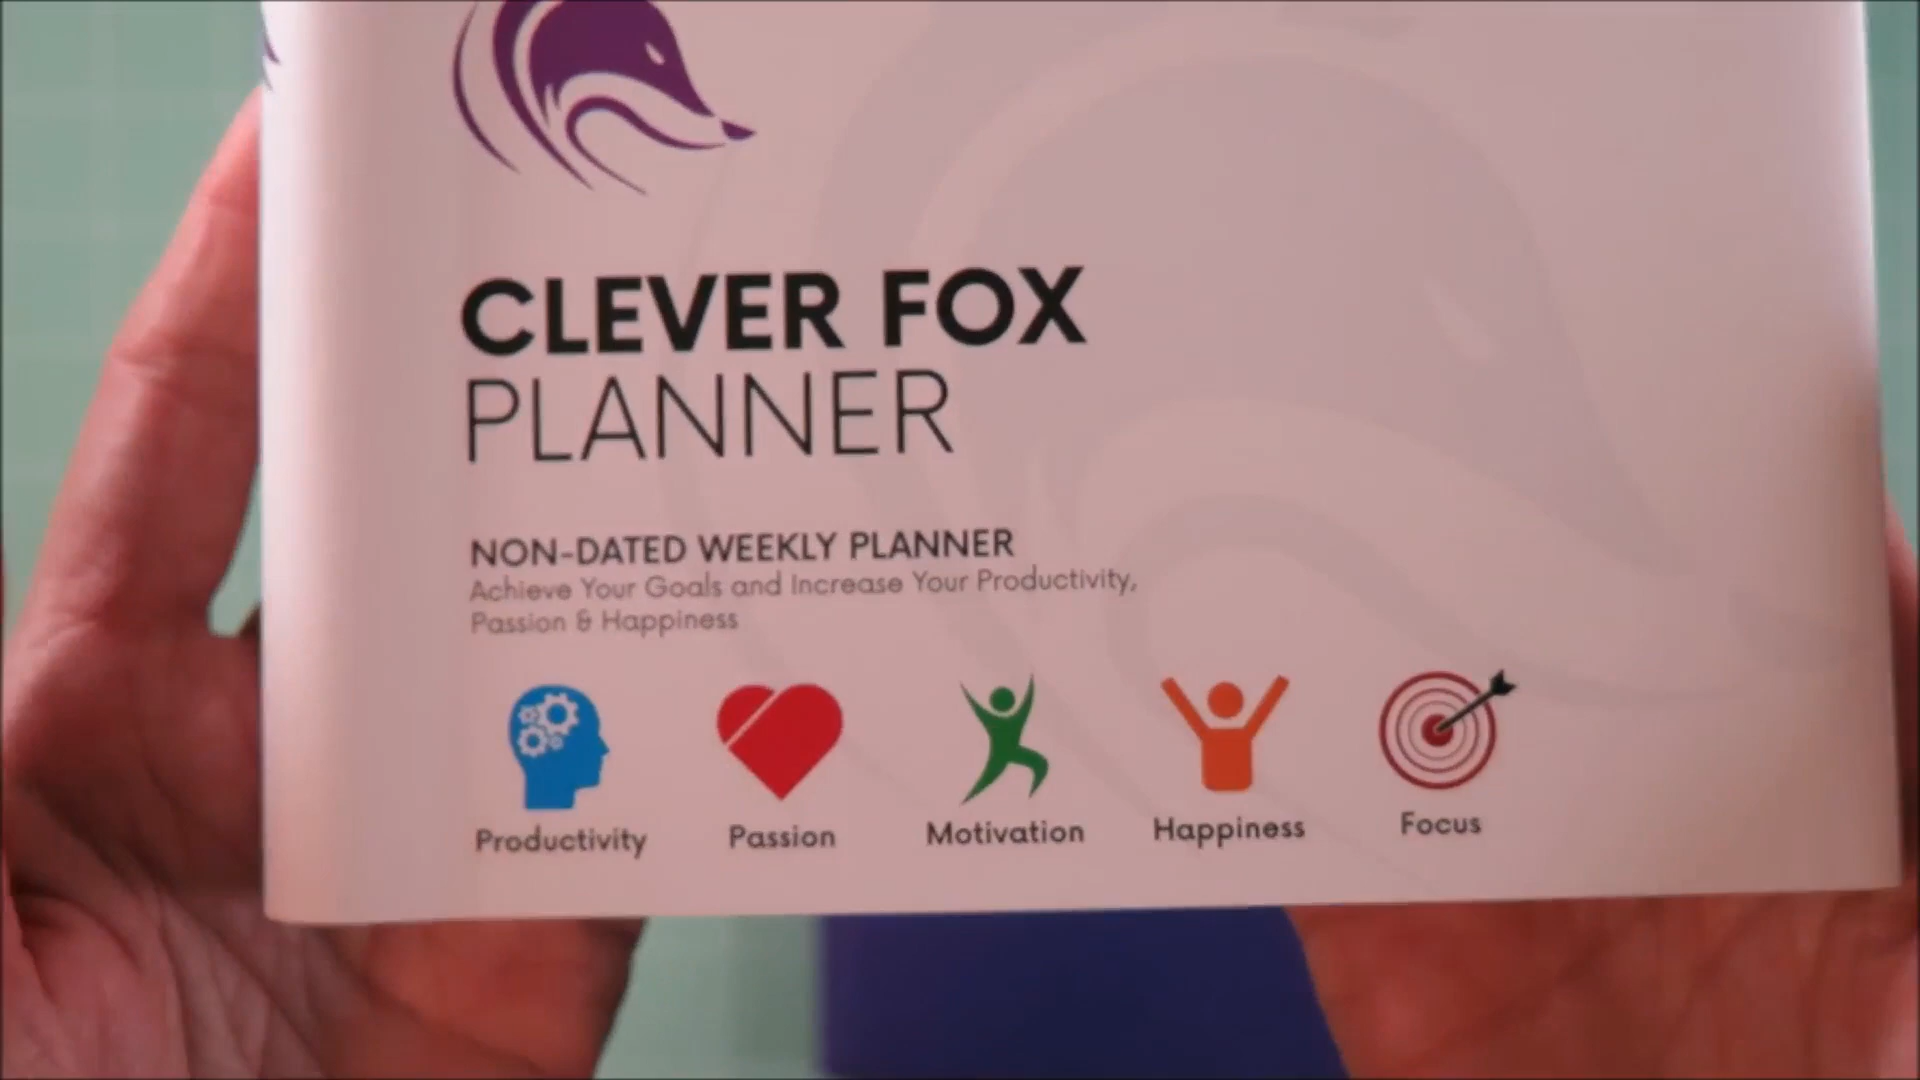 CLEVER FOX
PLANNER
NON-DATED WEEKLY PLANNER
Achieve Your Goals and Increase Your Productivity,
Passion & Happiness
Productivity Passion Motivation Happiness Focus